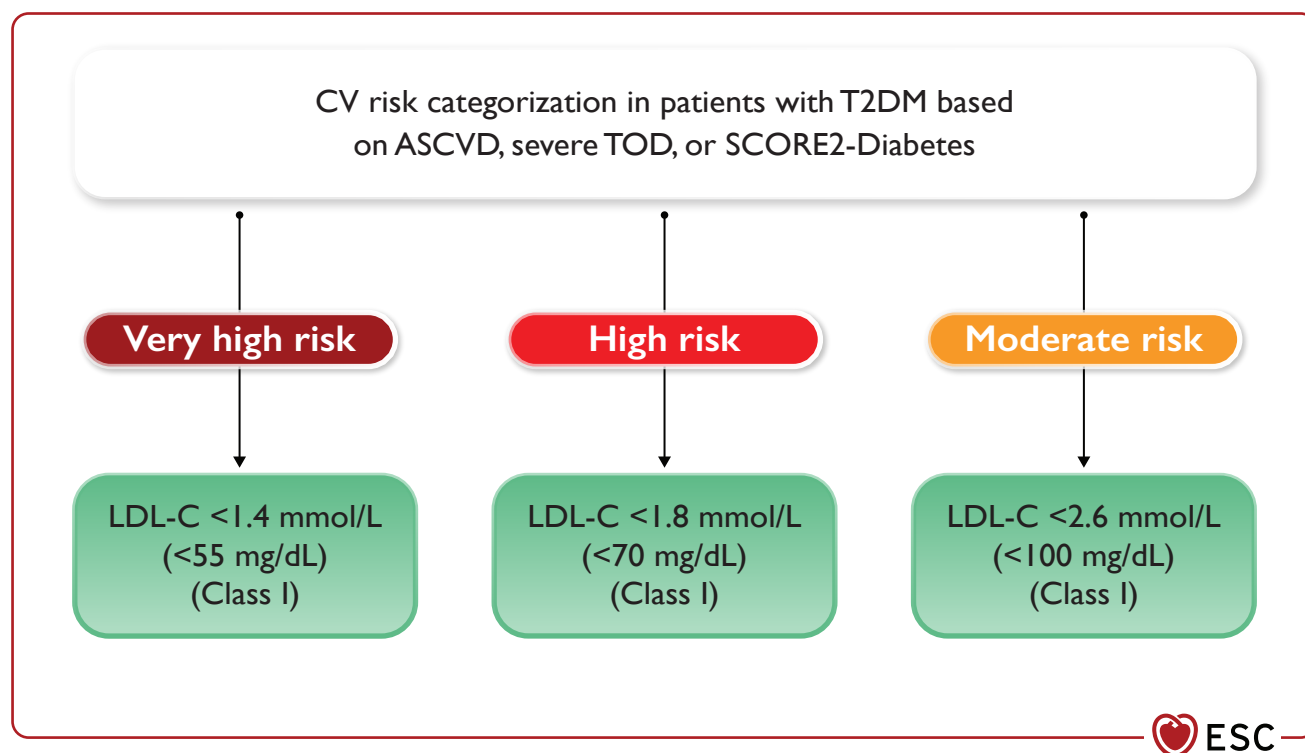 CV risk categorization in patients with T2DM based
on ASCVD, severe TOD, or SCORE2-Diabetes
Very high risk
High risk
Moderate risk
LDL-C <1.4 mmol/L
(<55 mg/dL)
(Class I)
LDL-C <1.8 mmol/L
(<70 mg/dL)
(Class I)
LDL-C <2.6 mmol/L
(<100 mg/dL)
(Class I)
ESC